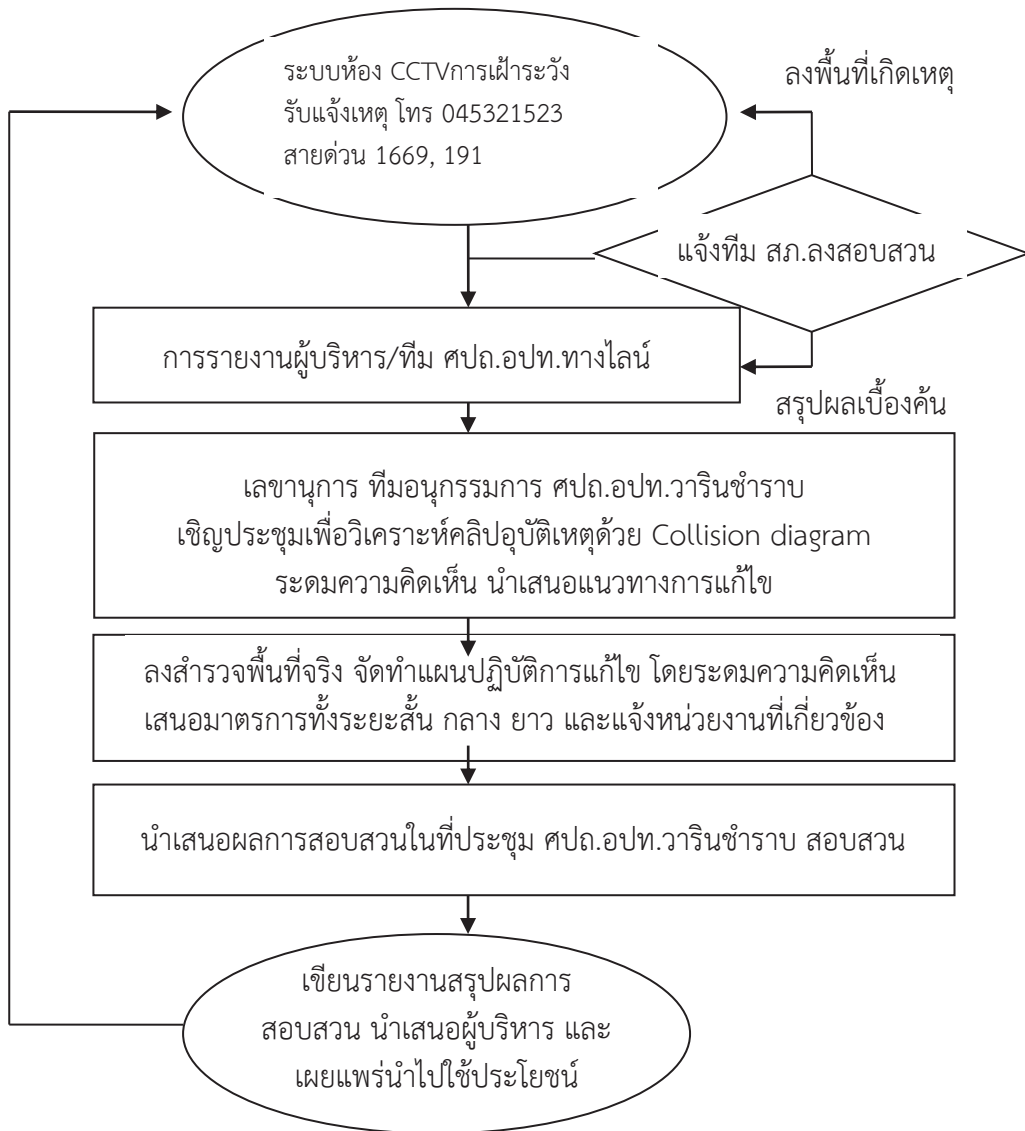 ระบบห้อง CCTVการเฝ้าระวัง
รับแจ้งเหตุ โทร 045321523
สายด่วน 1669, 191
ลงพื้นที่เกิดเหตุ
แจ้งทีม สภ.ลงสอบสวน
การรายงานผู้บริหาร/ทีม ศปถ.อปท.ทางไลน์
สรุปผลเบื้องค้น
เลขานุการ ทีมอนุกรรมการ ศปถ.อปท.วารินชำราบ
เชิญประชุมเพื่อวิเคราะห์คลิปอุบัติเหตุด้วย Collision diagram
ระดมความคิดเห็น นำเสนอแนวทางการแก้ไข
ลงสำรวจพื้นที่จริง จัดทำแผนปฏิบัติการแก้ไข โดยระดมความคิดเห็น
เสนอมาตรการทั้งระยะสั้น กลาง ยาว และแจ้งหน่วยงานที่เกี่ยวข้อง
นำเสนอผลการสอบสวนในที่ประชุม ศปถ.อปท.วารินชำราบ สอบสวน
เขียนรายงานสรุปผลการ
สอบสวน นำเสนอผู้บริหาร และ
เผยแพร่นำไปใช้ประโยชน์